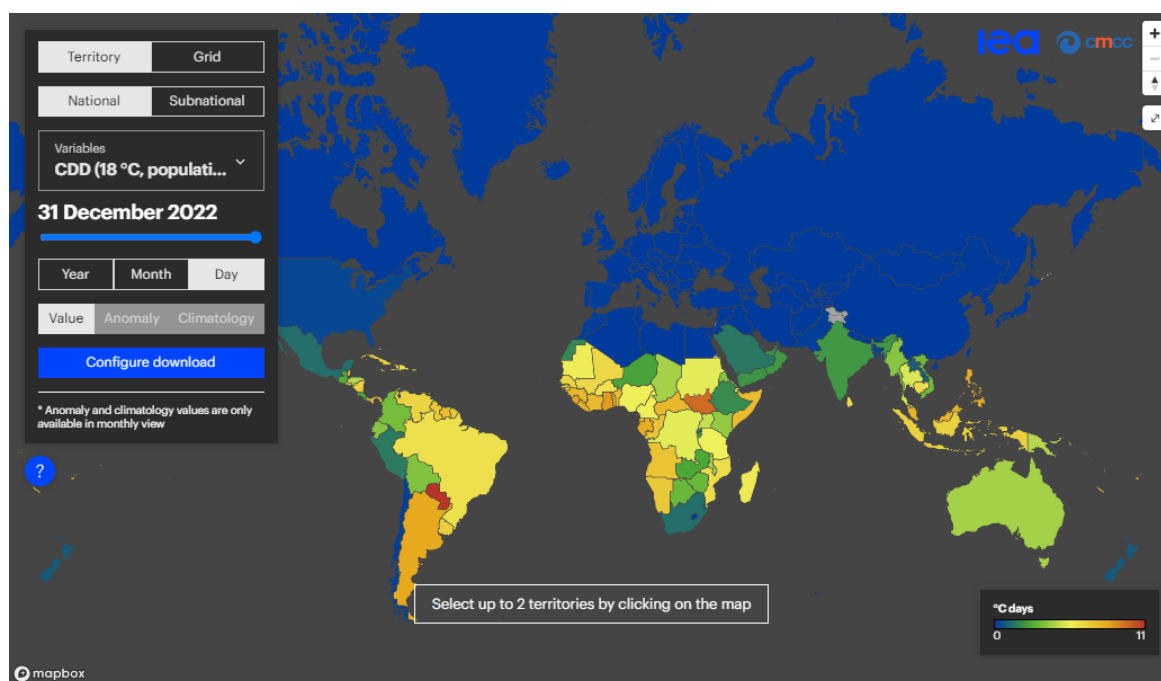 Territory
Grid
National
Subnational
Variables
CDD (18 °C, populati...
31 December 2022
Year
Month
Day
Value
Anomaly
Climatology
Configure download
* Anomaly and climatology values are only
available in monthly view
?
iea
cmcc
+
−
Select up to 2 territories by clicking on the map
°C days
0
11
mapbox